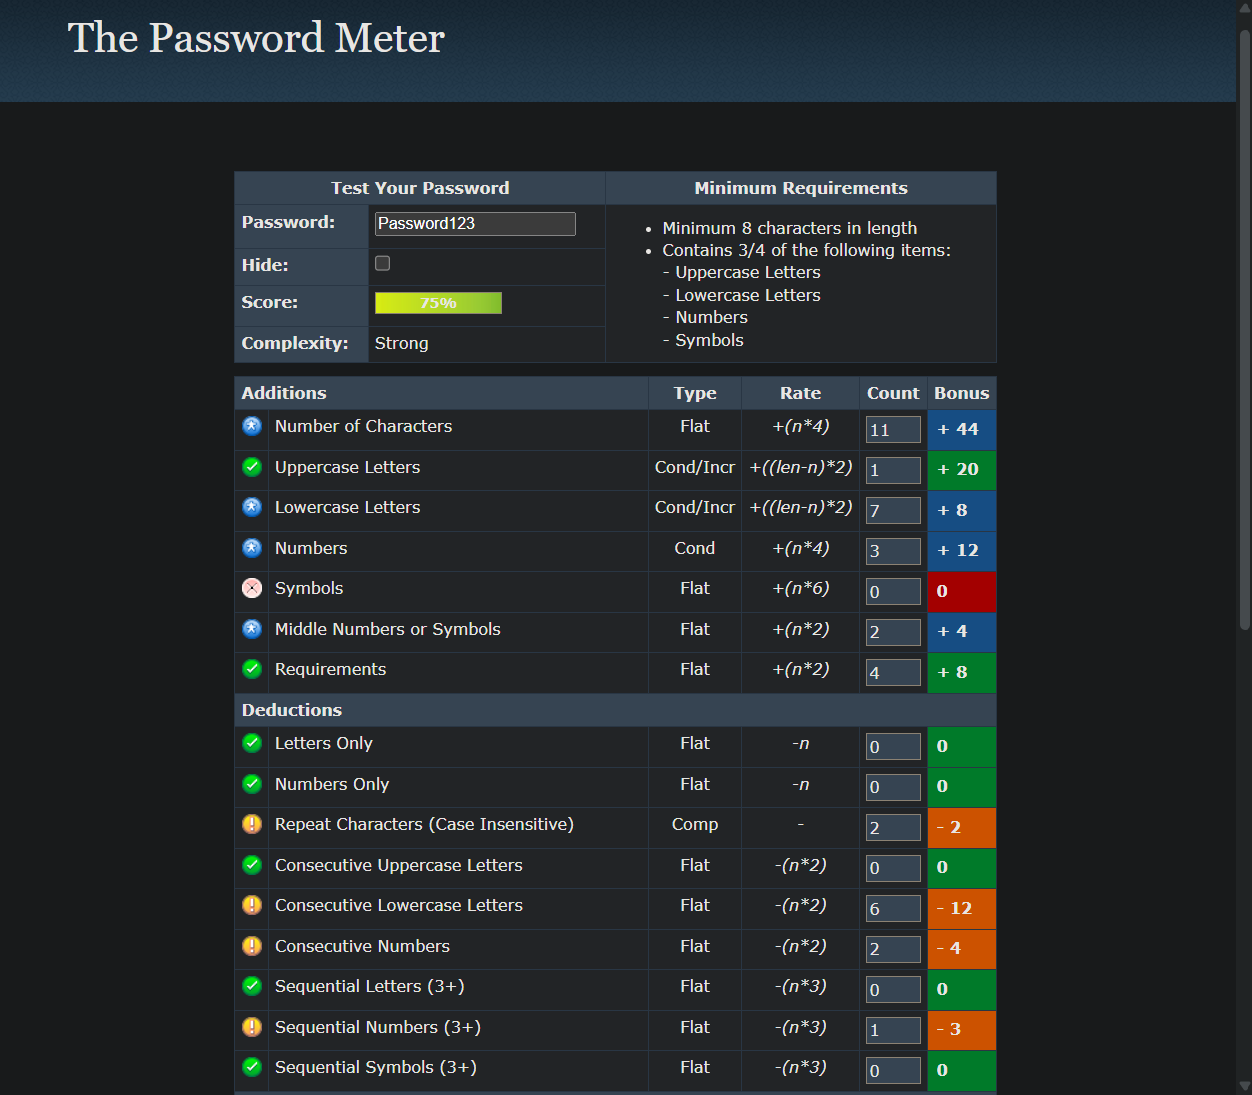 The Password Meter
Test Your Password
Minimum Requirements
Password: Password123
Hide:
Score: 75%
Complexity: Strong
• Minimum 8 characters in length
• Contains 3/4 of the following items:
- Uppercase Letters
- Lowercase Letters
- Numbers
- Symbols
Additions Type Rate Count Bonus
Number of Characters Flat +(n*4) 11 + 44
Uppercase Letters Cond/Incr +((len-n)*2) 1 + 20
Lowercase Letters Cond/Incr +((len-n)*2) 7 + 8
Numbers Cond +(n*4) 3 + 12
Symbols Flat +(n*6) 0 0
Middle Numbers or Symbols Flat +(n*2) 2 + 4
Requirements Flat +(n*2) 4 + 8
Deductions
Letters Only Flat -n 0 0
Numbers Only Flat -n 0 0
Repeat Characters (Case Insensitive) Comp - 2 - 2
Consecutive Uppercase Letters Flat -(n*2) 0 0
Consecutive Lowercase Letters Flat -(n*2) 6 - 12
Consecutive Numbers Flat -(n*2) 2 - 4
Sequential Letters (3+) Flat -(n*3) 0 0
Sequential Numbers (3+) Flat -(n*3) 1 - 3
Sequential Symbols (3+) Flat -(n*3) 0 0